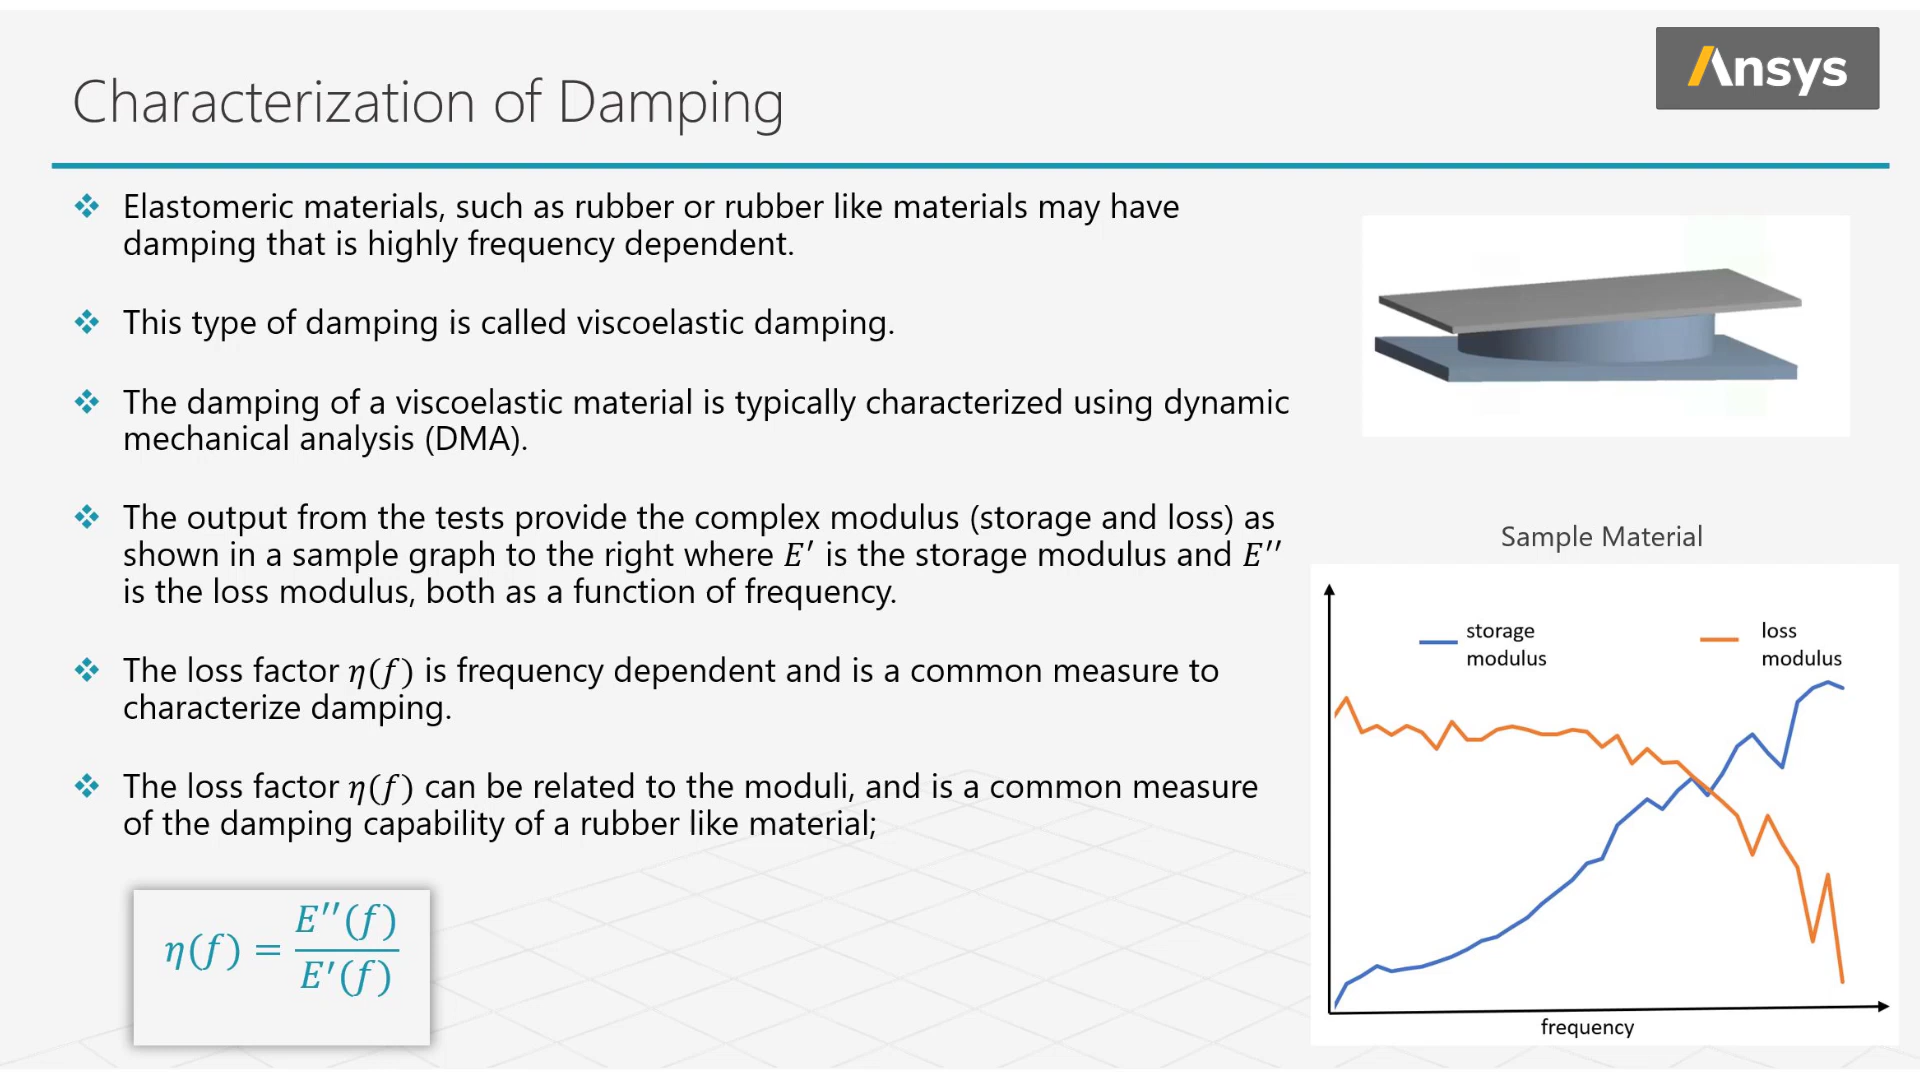 Ansys
Characterization of Damping
Elastomeric materials, such as rubber or rubber like materials may have
damping that is highly frequency dependent.
This type of damping is called viscoelastic damping.
The damping of a viscoelastic material is typically characterized using dynamic
mechanical analysis (DMA).
The output from the tests provide the complex modulus (storage and loss) as
shown in a sample graph to the right where E′ is the storage modulus and E′′
is the loss modulus, both as a function of frequency.
The loss factor η(f) is frequency dependent and is a common measure to
characterize damping.
The loss factor η(f) can be related to the moduli, and is a common measure
of the damping capability of a rubber like material;
η(f) = E′′(f) / E′(f)
Sample Material
storage
modulus
loss
modulus
frequency